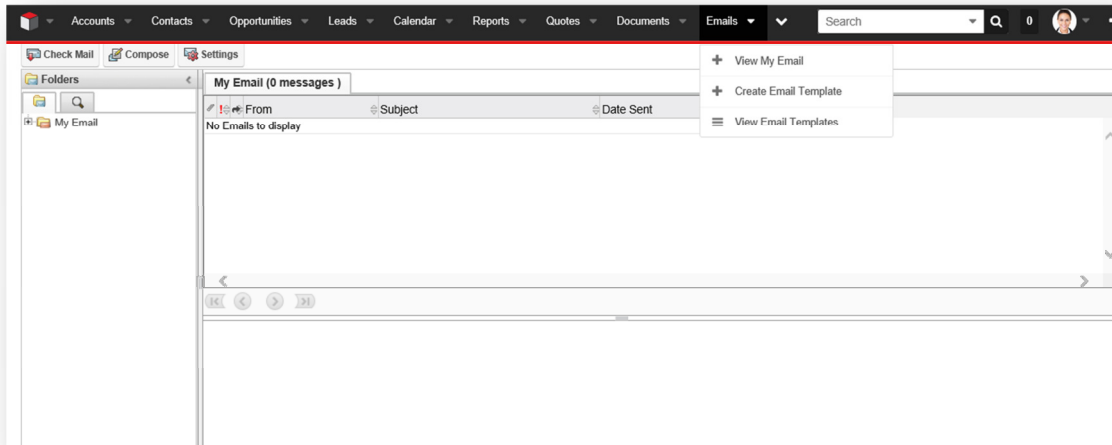 Accounts Contacts Opportunities Leads Calendar Reports Quotes Documents Emails Search 0
Check Mail Compose Settings
View My Email
Folders
My Email (0 messages )
Create Email Template
! From Subject Date Sent
My Email
No Emails to display
View Email Templates